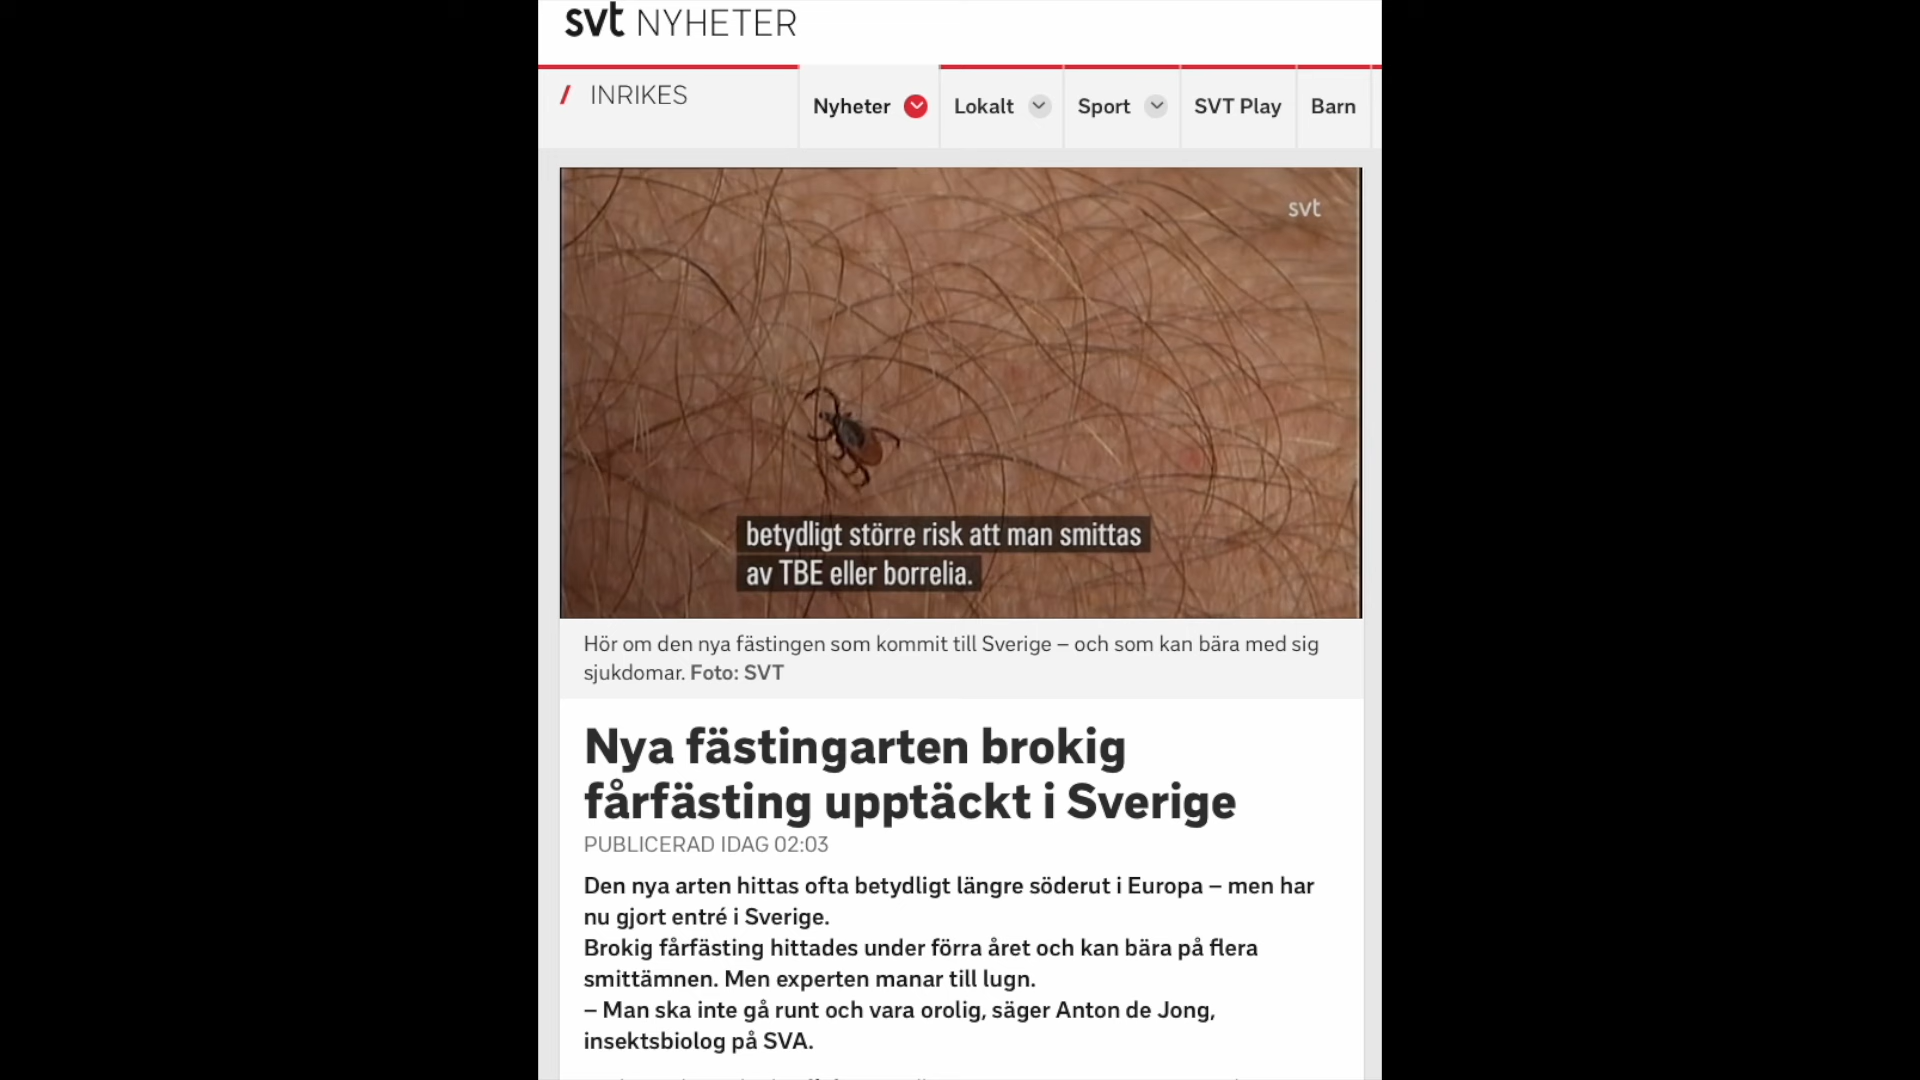 svt NYHETER
/ INRIKES
Nyheter
Lokalt
Sport
SVT Play
Barn
svt
betydligt större risk att man smittas
av TBE eller borrelia.
Hör om den nya fästingen som kommit till Sverige – och som kan bära med sig
sjukdomar. Foto: SVT
Nya fästingarten brokig
fårfästing upptäckt i Sverige
PUBLICERAD IDAG 02:03
Den nya arten hittas ofta betydligt längre söderut i Europa – men har
nu gjort entré i Sverige.
Brokig fårfästing hittades under förra året och kan bära på flera
smittämnen. Men experten manar till lugn.
– Man ska inte gå runt och vara orolig, säger Anton de Jong,
insektsbiolog på SVA.